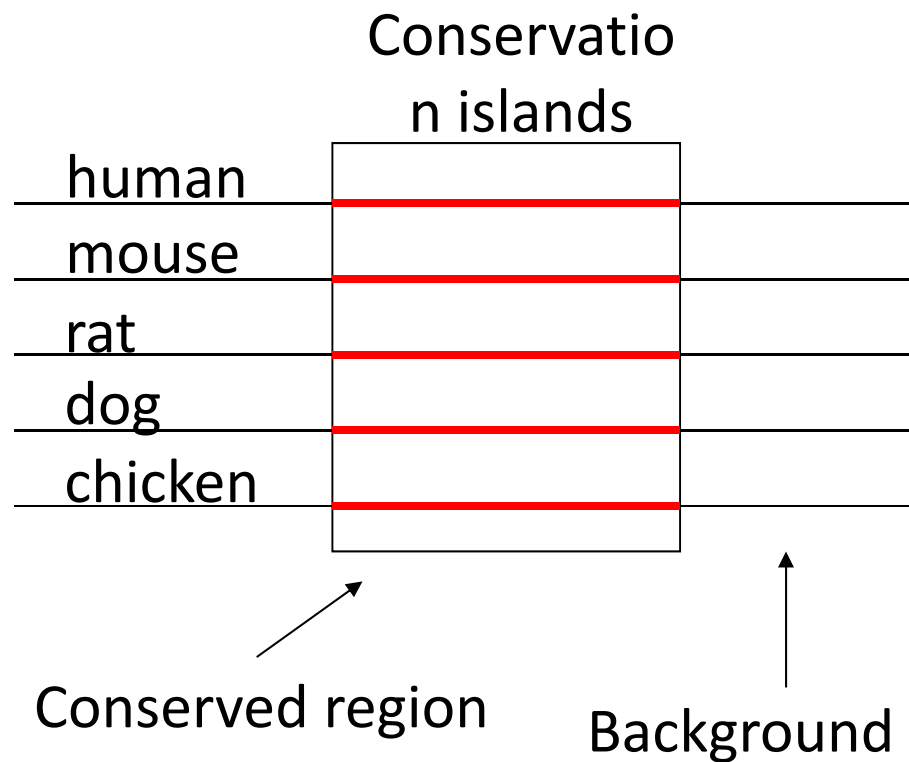 Conservatio
n islands
human
mouse
rat
dog
chicken
Conserved region
Background